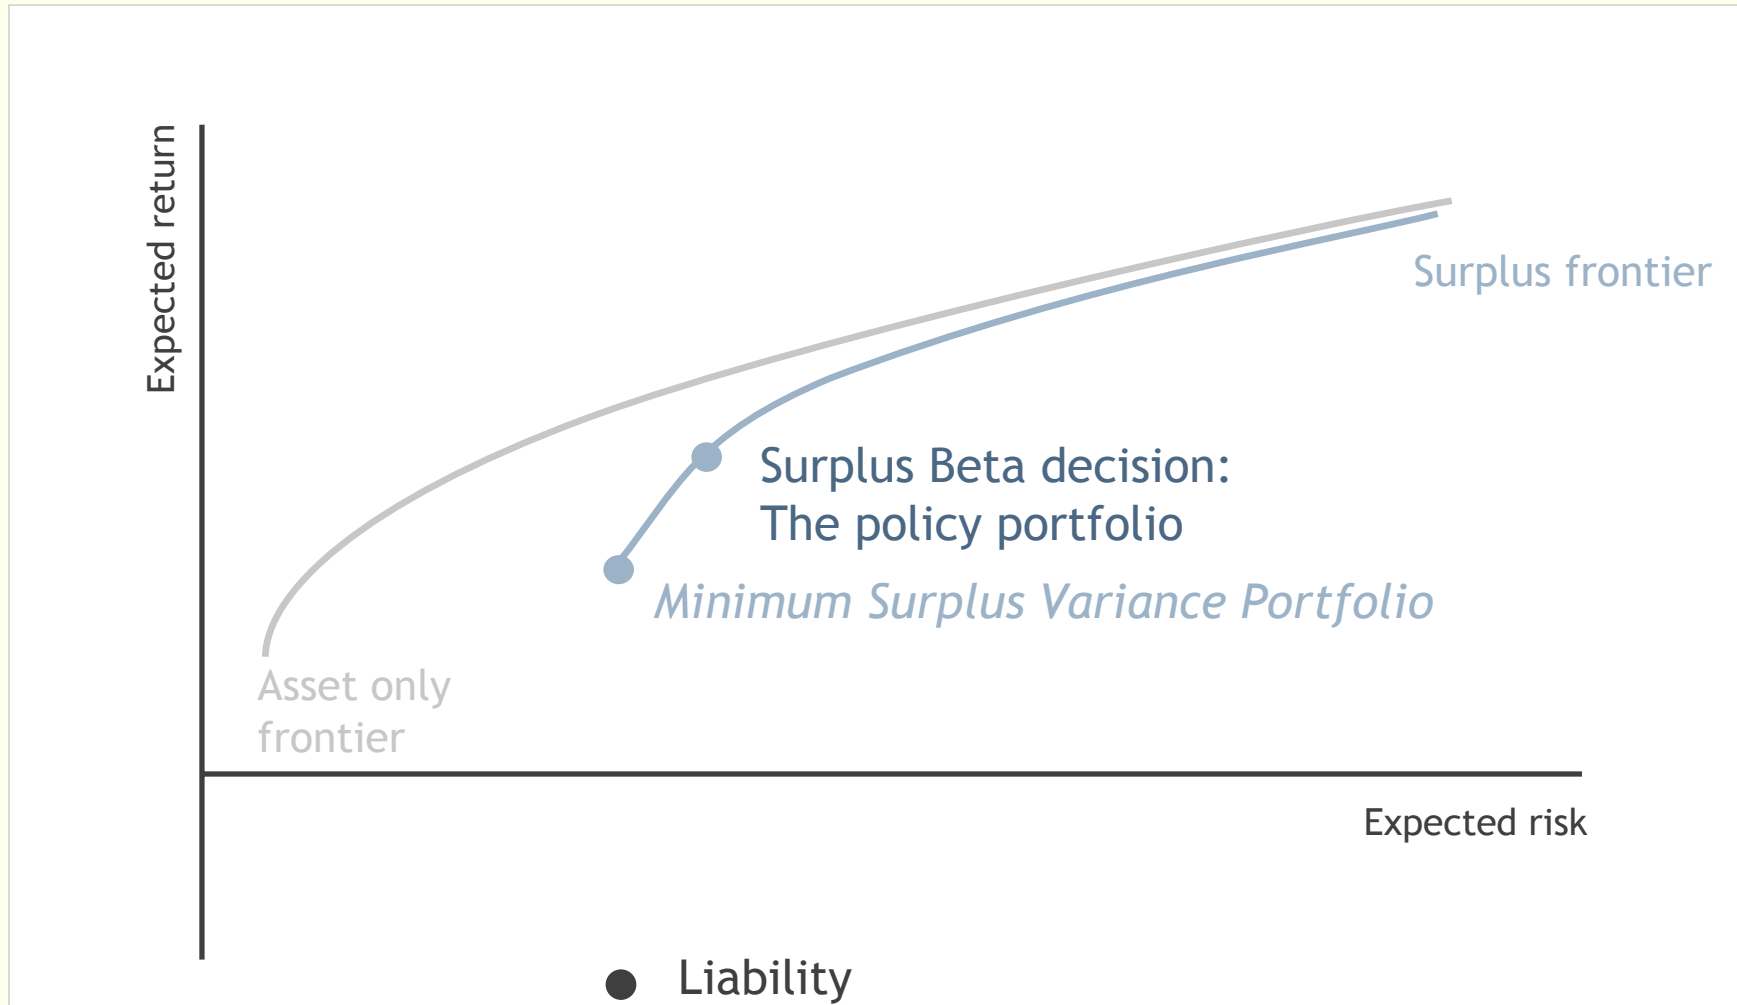 Expected return
Surplus frontier
Surplus Beta decision:
The policy portfolio
Minimum Surplus Variance Portfolio
Asset only
frontier
Expected risk
Liability